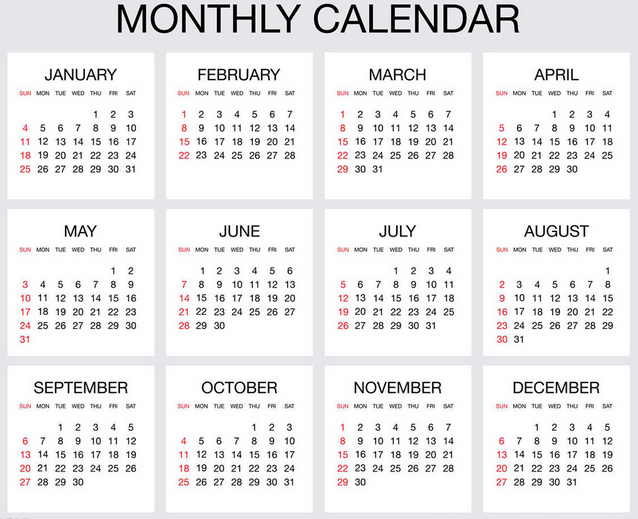 MONTHLY CALENDAR
JANUARY
SUN MON TUE WED THU FRI SAT
1 2 3
4 5 6 7 8 9 10
11 12 13 14 15 16 17
18 19 20 21 22 23 24
25 26 27 28 29 30 31
FEBRUARY
SUN MON TUE WED THU FRI SAT
1 2 3 4 5 6 7
8 9 10 11 12 13 14
15 16 17 18 19 20 21
22 23 24 25 26 27 28
MARCH
SUN MON TUE WED THU FRI SAT
1 2 3 4 5 6 7
8 9 10 11 12 13 14
15 16 17 18 19 20 21
22 23 24 25 26 27 28
29 30 31
APRIL
SUN MON TUE WED THU FRI SAT
1 2 3 4
5 6 7 8 9 10 11
12 13 14 15 16 17 18
19 20 21 22 23 24 25
26 27 28 29 30
MAY
SUN MON TUE WED THU FRI SAT
1 2
3 4 5 6 7 8 9
10 11 12 13 14 15 16
17 18 19 20 21 22 23
24 25 26 27 28 29 30
31
JUNE
SUN MON TUE WED THU FRI SAT
1 2 3 4 5 6
7 8 9 10 11 12 13
14 15 16 17 18 19 20
21 22 23 24 25 26 27
28 29 30
JULY
SUN MON TUE WED THU FRI SAT
1 2 3 4
5 6 7 8 9 10 11
12 13 14 15 16 17 18
19 20 21 22 23 24 25
26 27 28 29 30 31
AUGUST
SUN MON TUE WED THU FRI SAT
1
2 3 4 5 6 7 8
9 10 11 12 13 14 15
16 17 18 19 20 21 22
23 24 25 26 27 28 29
30 31
SEPTEMBER
SUN MON TUE WED THU FRI SAT
1 2 3 4 5
6 7 8 9 10 11 12
13 14 15 16 17 18 19
20 21 22 23 24 25 26
27 28 29 30
OCTOBER
SUN MON TUE WED THU FRI SAT
1 2 3
4 5 6 7 8 9 10
11 12 13 14 15 16 17
18 19 20 21 22 23 24
25 26 27 28 29 30 31
NOVEMBER
SUN MON TUE WED THU FRI SAT
1 2 3 4 5 6 7
8 9 10 11 12 13 14
15 16 17 18 19 20 21
22 23 24 25 26 27 28
29 30
DECEMBER
SUN MON TUE WED THU FRI SAT
1 2 3 4 5
6 7 8 9 10 11 12
13 14 15 16 17 18 19
20 21 22 23 24 25 26
27 28 29 30 31